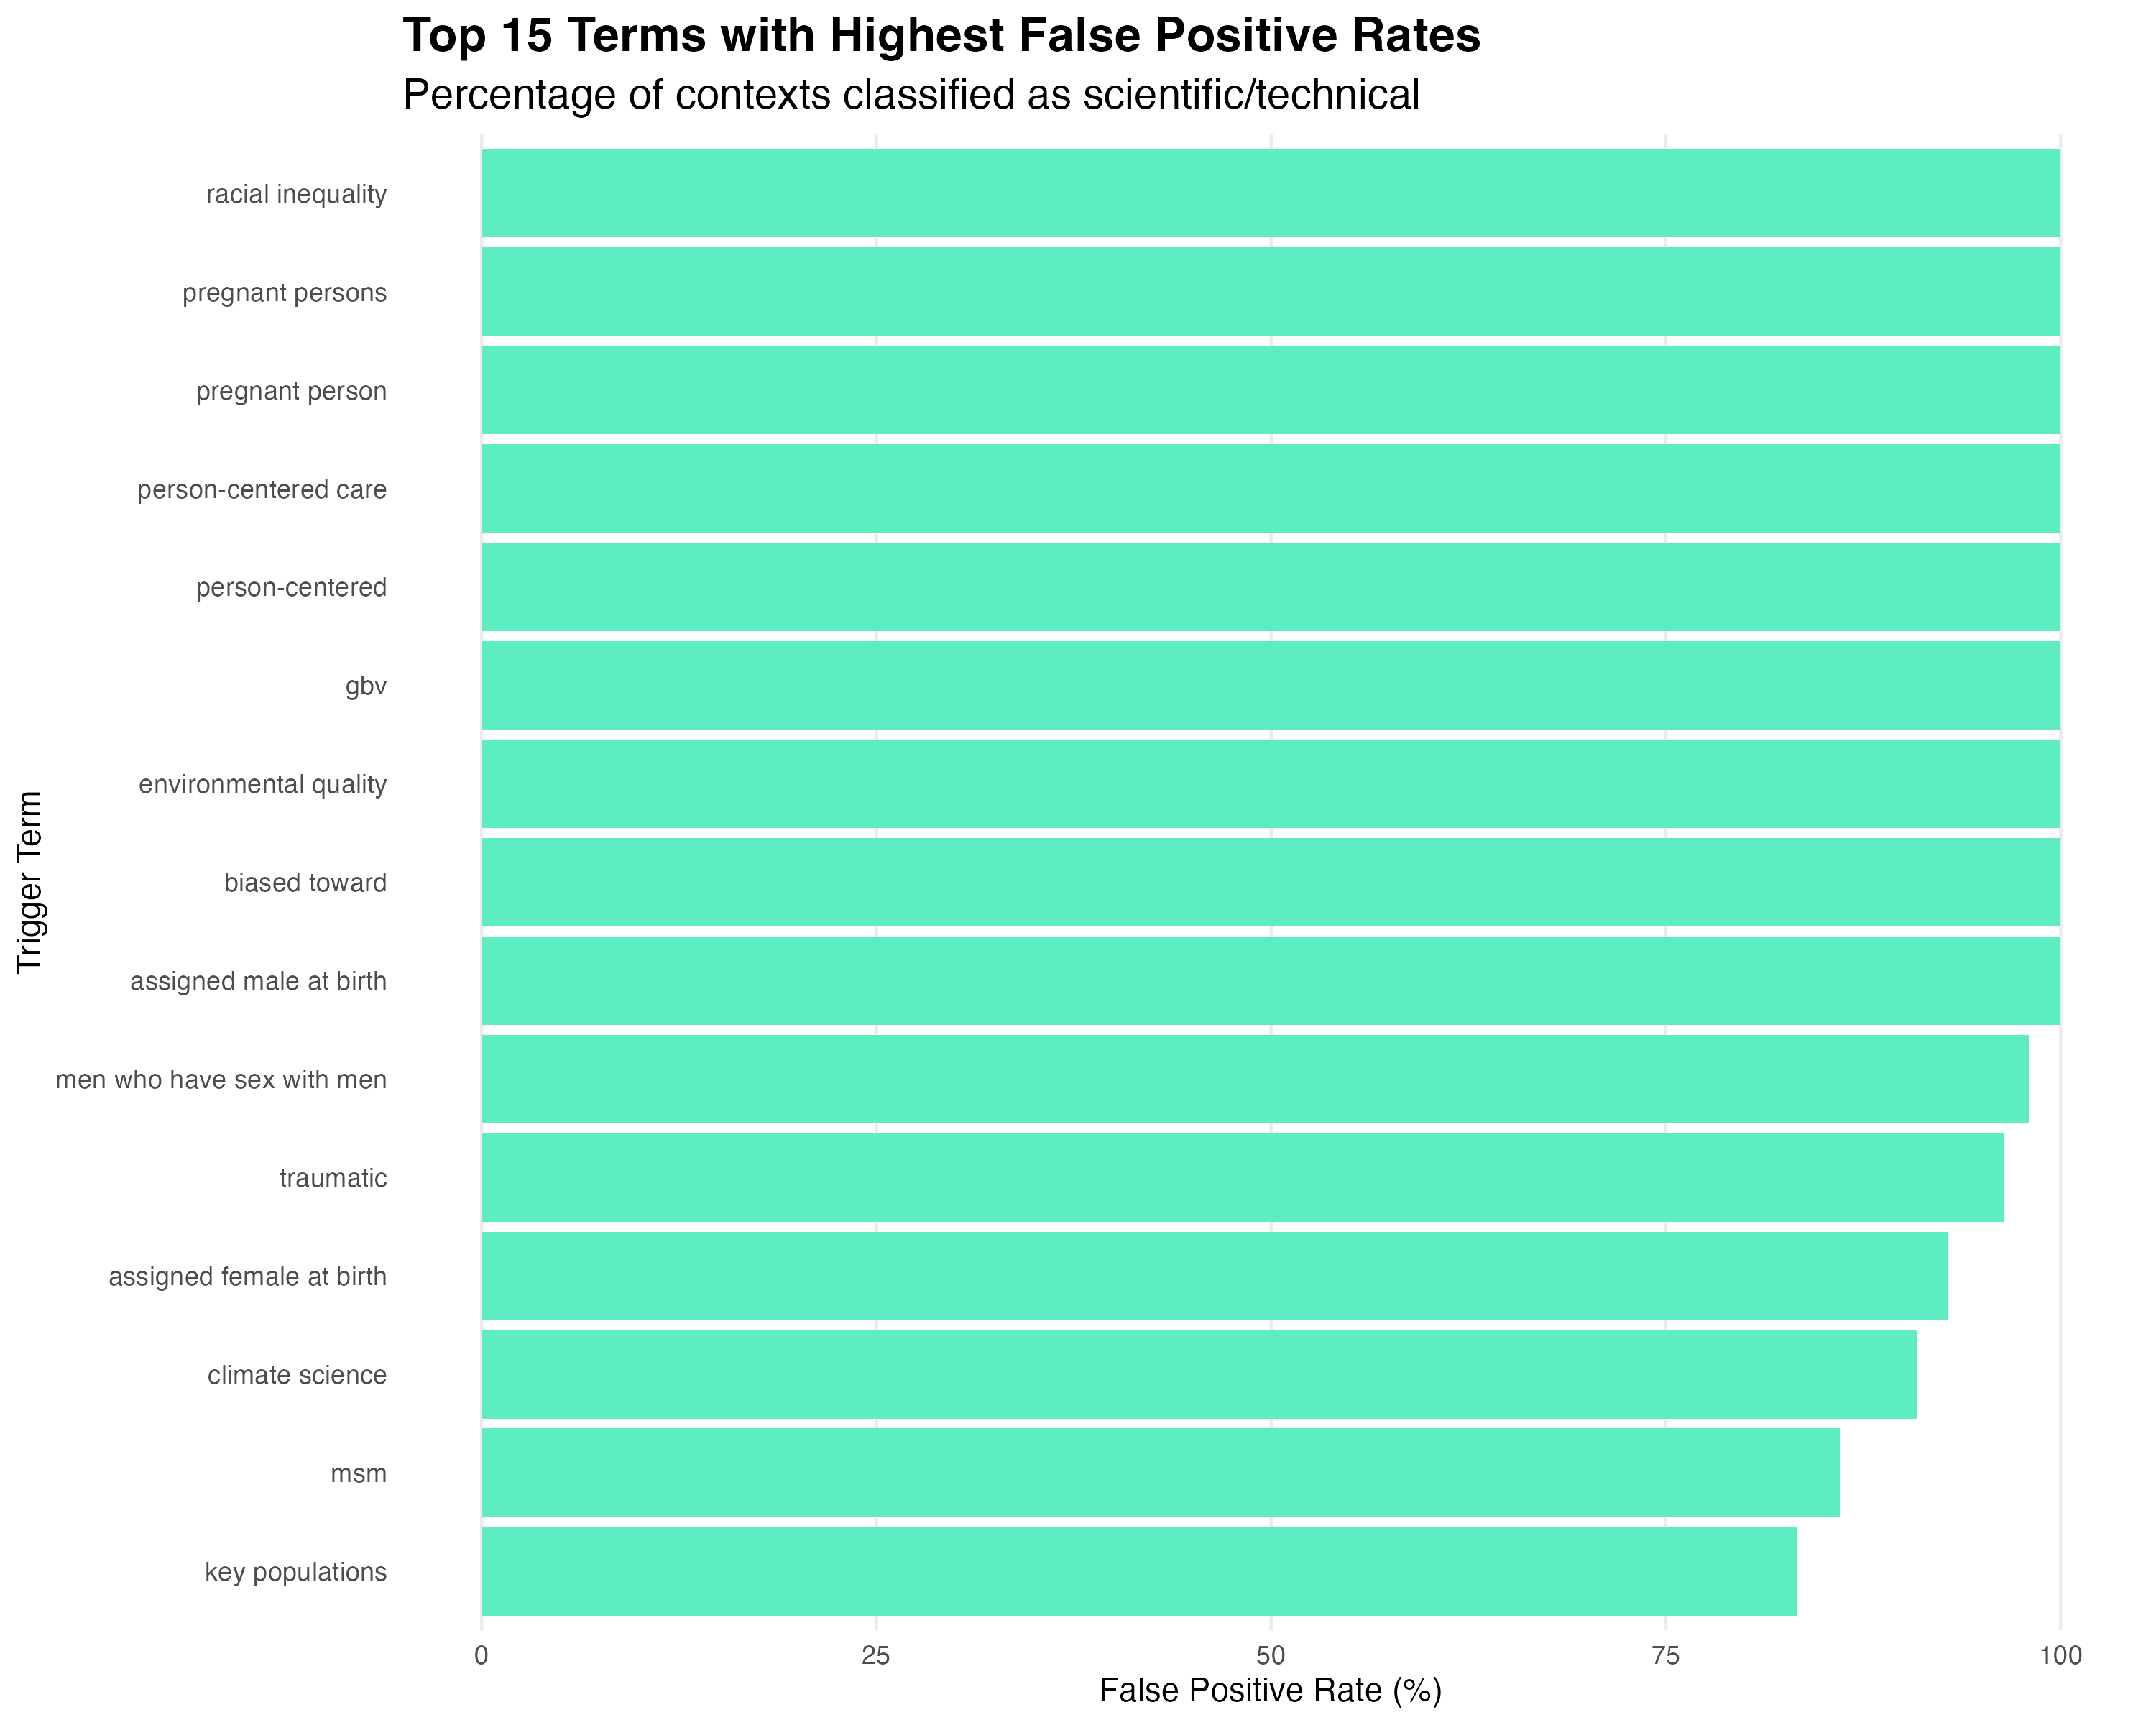 Top 15 Terms with Highest False Positive Rates
Percentage of contexts classified as scientific/technical
Trigger Term
racial inequality
pregnant persons
pregnant person
person-centered care
person-centered
gbv
environmental quality
biased toward
assigned male at birth
men who have sex with men
traumatic
assigned female at birth
climate science
msm
key populations
0 25 50 75 100
False Positive Rate (%)